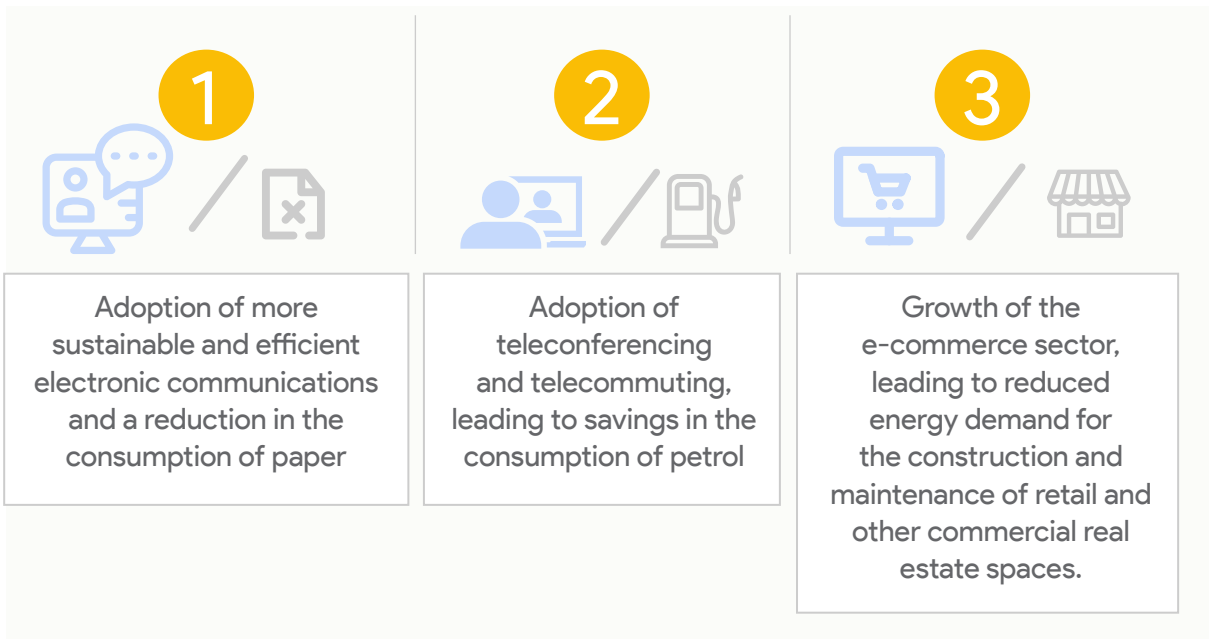 1
Adoption of more
sustainable and efficient
electronic communications
and a reduction in the
consumption of paper
2
Adoption of
teleconferencing
and telecommuting,
leading to savings in the
consumption of petrol
3
Growth of the
e-commerce sector,
leading to reduced
energy demand for
the construction and
maintenance of retail and
other commercial real
estate spaces.